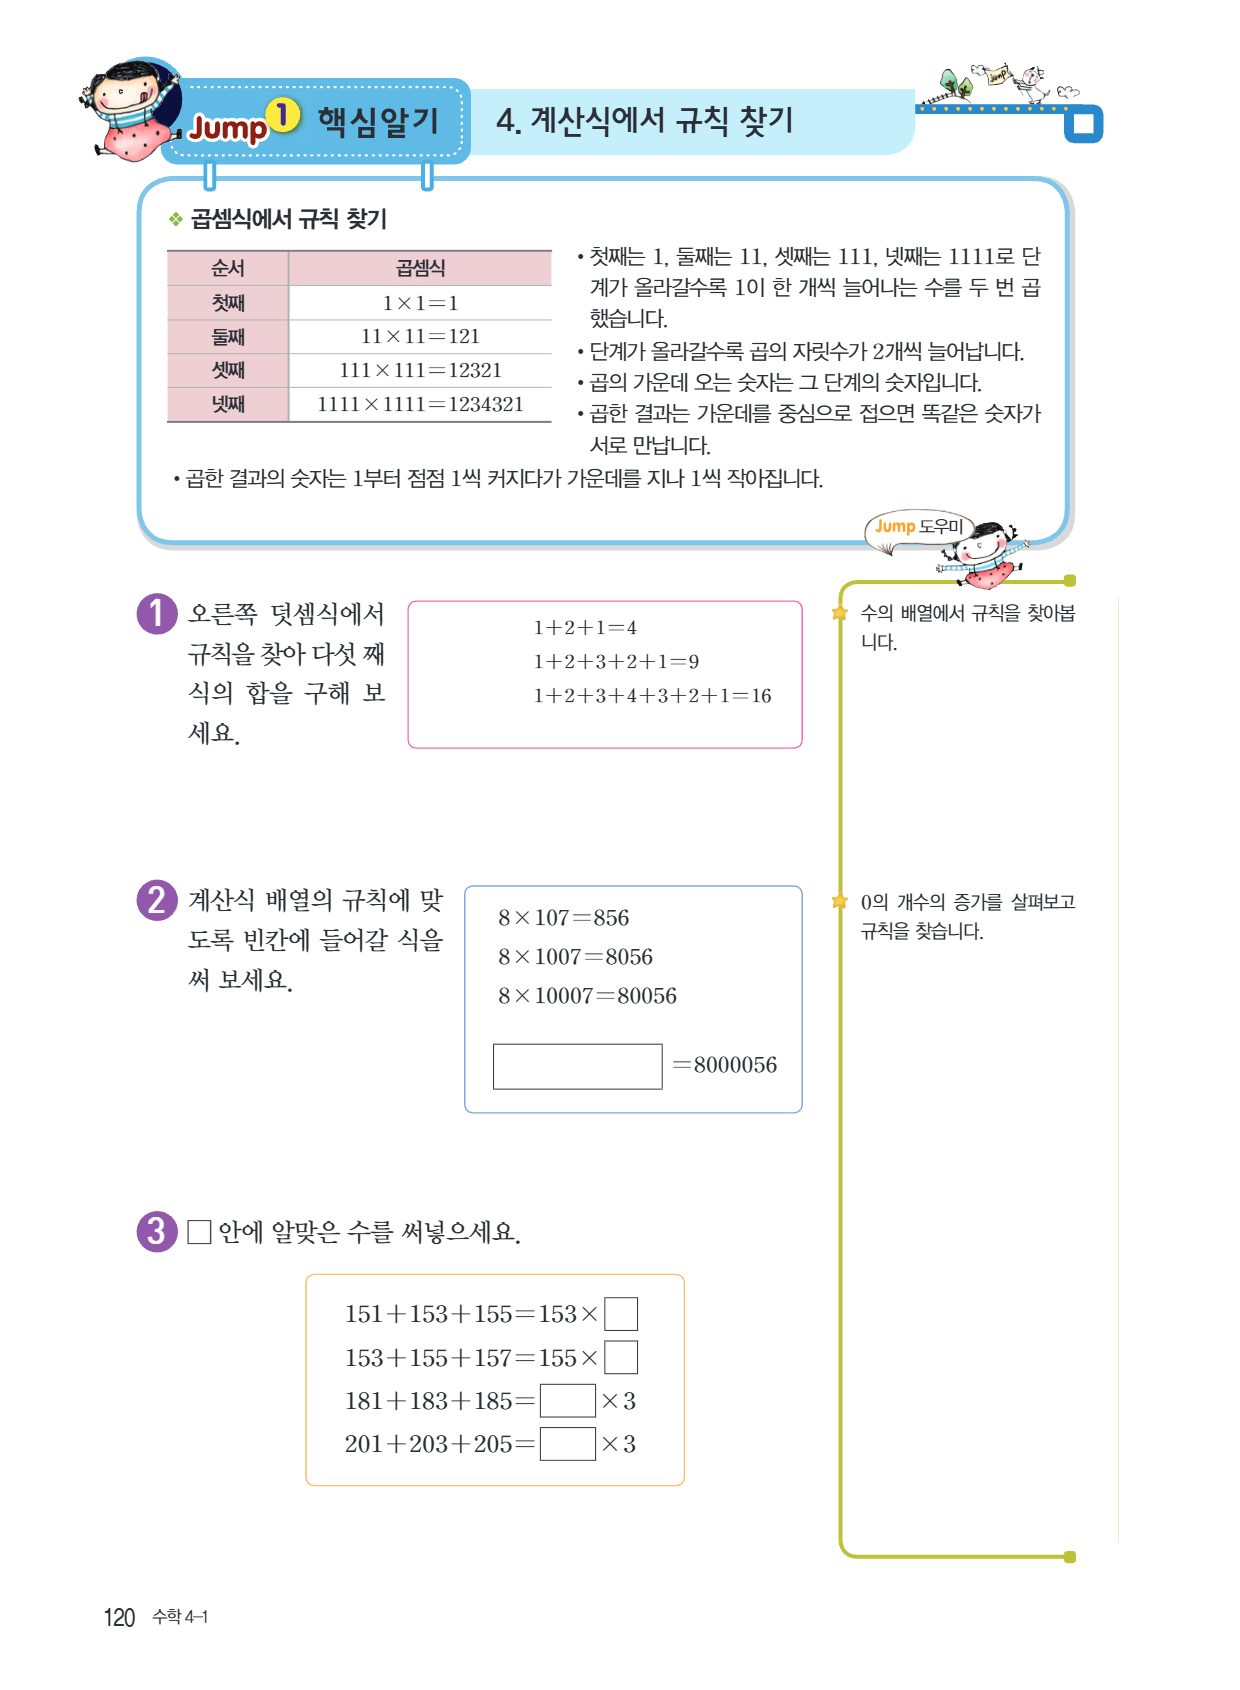 Jump 1 핵심알기 4. 계산식에서 규칙 찾기
Jump
❖ 곱셈식에서 규칙 찾기
순서 곱셈식
첫째 1×1=1
둘째 11×11=121
셋째 111×111=12321
넷째 1111×1111=1234321
• 첫째는 1, 둘째는 11, 셋째는 111, 넷째는 1111로 단
계가 올라갈수록 1이 한 개씩 늘어나는 수를 두 번 곱
했습니다.
• 단계가 올라갈수록 곱의 자릿수가 2개씩 늘어납니다.
• 곱의 가운데 오는 숫자는 그 단계의 숫자입니다.
• 곱한 결과는 가운데를 중심으로 접으면 똑같은 숫자가
서로 만납니다.
• 곱한 결과의 숫자는 1부터 점점 1씩 커지다가 가운데를 지나 1씩 작아집니다.
Jump 도우미
1 오른쪽 덧셈식에서
규칙을 찾아 다섯 째
식의 합을 구해 보
세요.
1+2+1=4
1+2+3+2+1=9
1+2+3+4+3+2+1=16
수의 배열에서 규칙을 찾아봅
니다.
2 계산식 배열의 규칙에 맞
도록 빈칸에 들어갈 식을
써 보세요.
8×107=856
8×1007=8056
8×10007=80056
=8000056
0의 개수의 증가를 살펴보고
규칙을 찾습니다.
3 □ 안에 알맞은 수를 써넣으세요.
151+153+155=153×□
153+155+157=155×□
181+183+185=□×3
201+203+205=□×3
120 수학 4-1